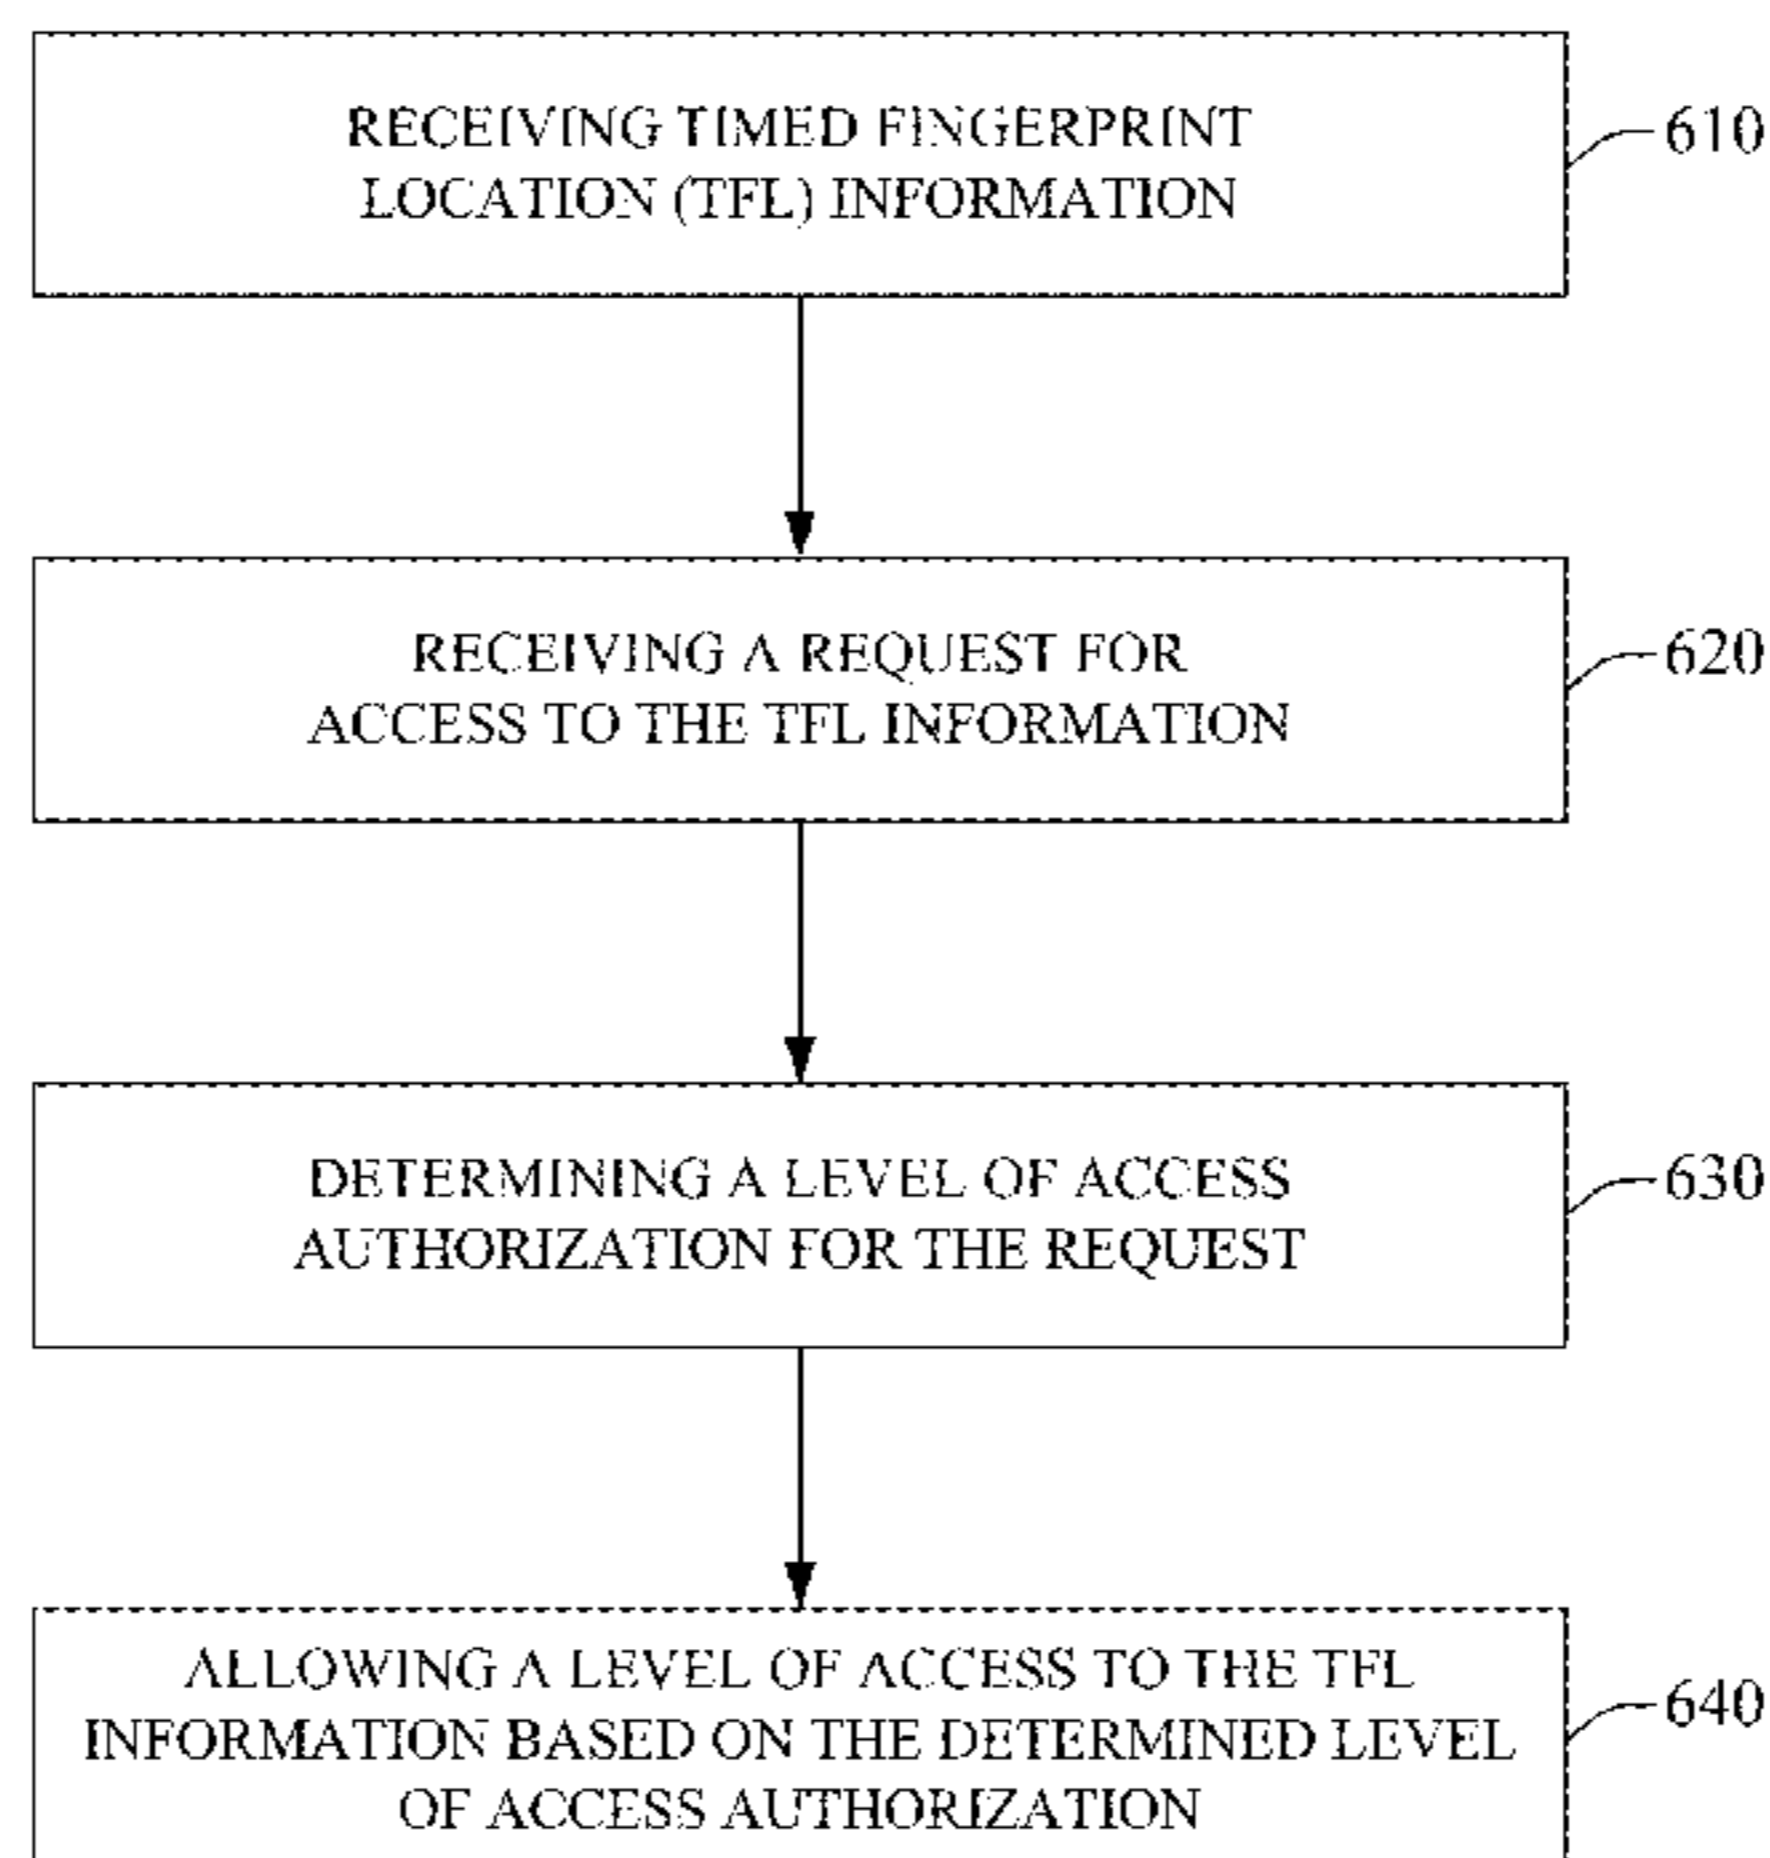 RECEIVING TIMED FINGERPRINT
LOCATION (TFL) INFORMATION
610
RECEIVING A REQUEST FOR
ACCESS TO THE TFL INFORMATION
620
DETERMINING A LEVEL OF ACCESS
AUTHORIZATION FOR THE REQUEST
630
ALLOWING A LEVEL OF ACCESS TO THE TFL
INFORMATION BASED ON THE DETERMINED LEVEL
OF ACCESS AUTHORIZATION
640